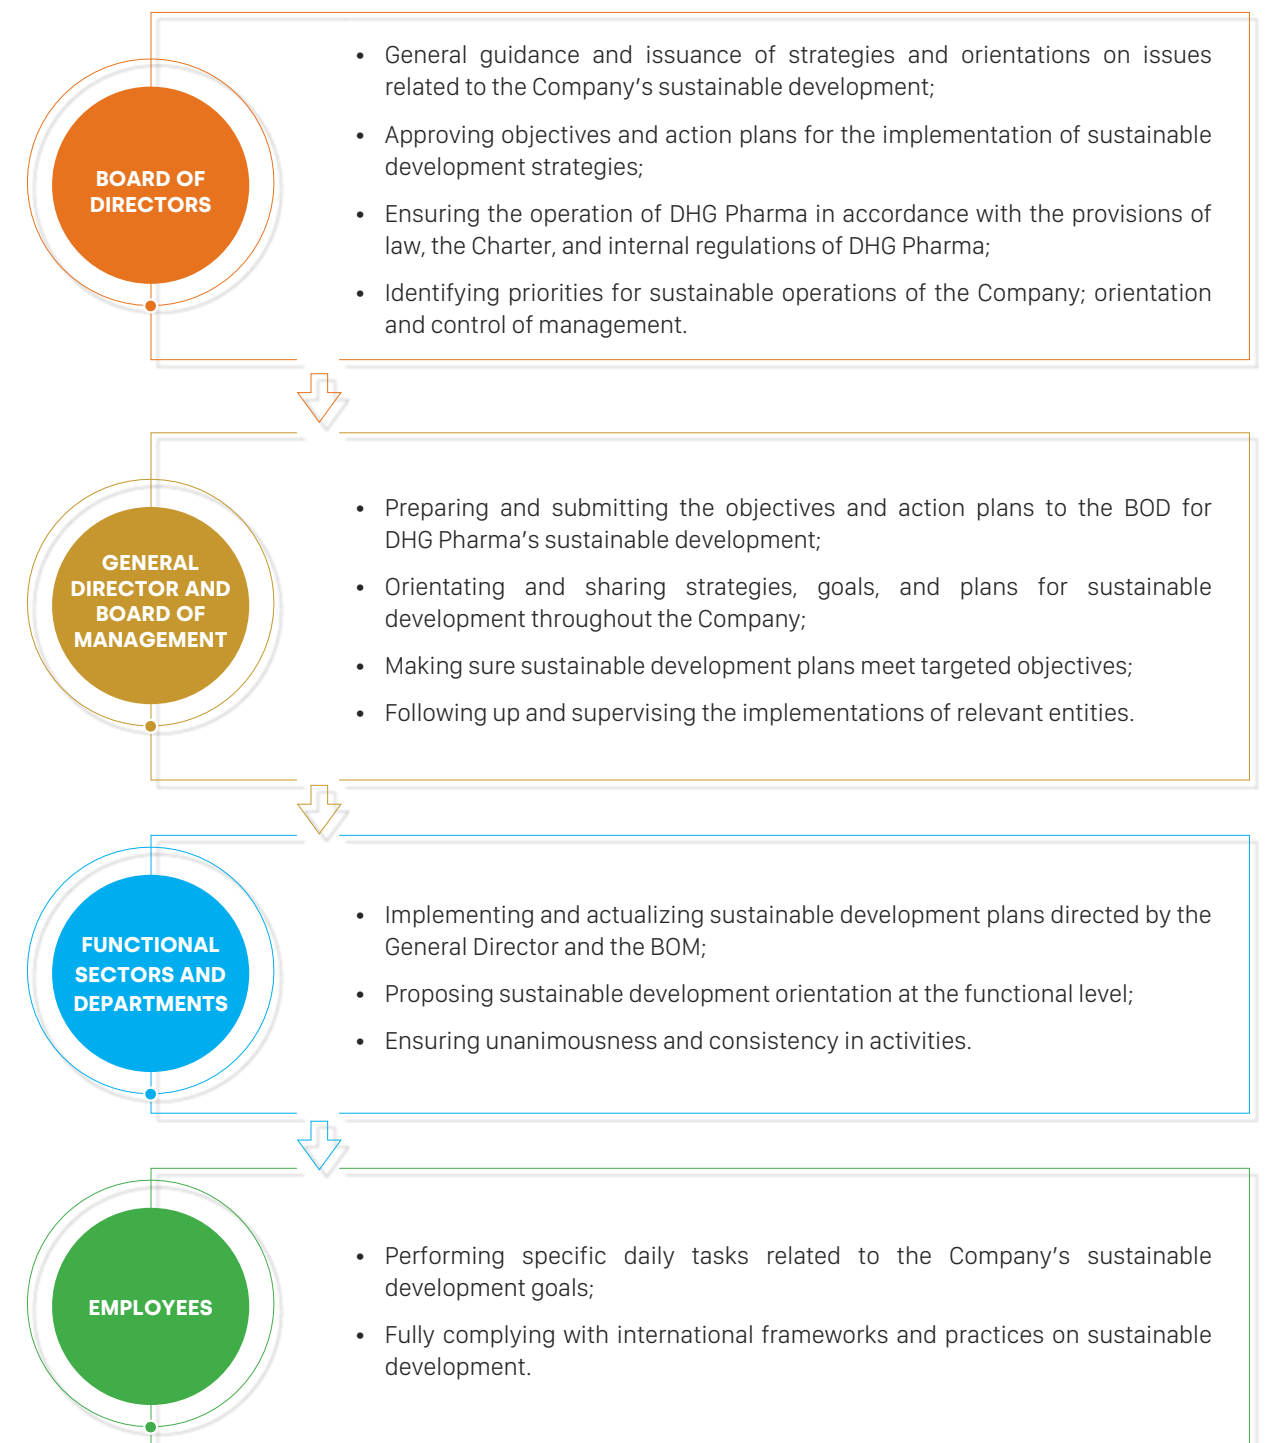 BOARD OF
DIRECTORS
• General guidance and issuance of strategies and orientations on issues
related to the Company's sustainable development;
• Approving objectives and action plans for the implementation of sustainable
development strategies;
• Ensuring the operation of DHG Pharma in accordance with the provisions of
law, the Charter, and internal regulations of DHG Pharma;
• Identifying priorities for sustainable operations of the Company; orientation
and control of management.
GENERAL
DIRECTOR AND
BOARD OF
MANAGEMENT
• Preparing and submitting the objectives and action plans to the BOD for
DHG Pharma's sustainable development;
• Orientating and sharing strategies, goals, and plans for sustainable
development throughout the Company;
• Making sure sustainable development plans meet targeted objectives;
• Following up and supervising the implementations of relevant entities.
FUNCTIONAL
SECTORS AND
DEPARTMENTS
• Implementing and actualizing sustainable development plans directed by the
General Director and the BOM;
• Proposing sustainable development orientation at the functional level;
• Ensuring unanimousness and consistency in activities.
EMPLOYEES
• Performing specific daily tasks related to the Company's sustainable
development goals;
• Fully complying with international frameworks and practices on sustainable
development.